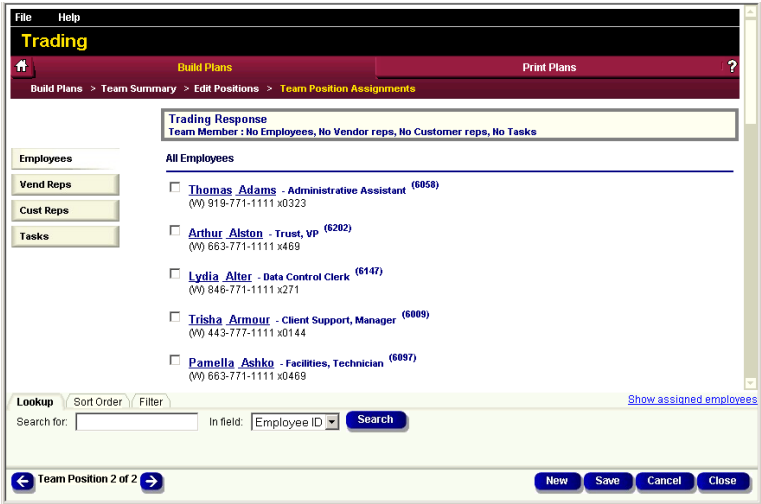 File Help
Trading
Build Plans Print Plans ?
Build Plans > Team Summary > Edit Positions > Team Position Assignments
Trading Response
Team Member : No Employees, No Vendor reps, No Customer reps, No Tasks
Employees
Vend Reps
Cust Reps
Tasks
All Employees
Thomas Adams - Administrative Assistant (6058)
(W) 919-771-1111 x0323
Arthur Alston - Trust, VP (6202)
(W) 663-771-1111 x469
Lydia Alter - Data Control Clerk (6147)
(W) 846-771-1111 x271
Trisha Armour - Client Support, Manager (6009)
(W) 443-777-1111 x0144
Pamella Ashko - Facilities, Technician (6097)
(W) 663-771-1111 x0469
Lookup Sort Order Filter Show assigned employees
Search for: In field: Employee ID Search
Team Position 2 of 2 New Save Cancel Close